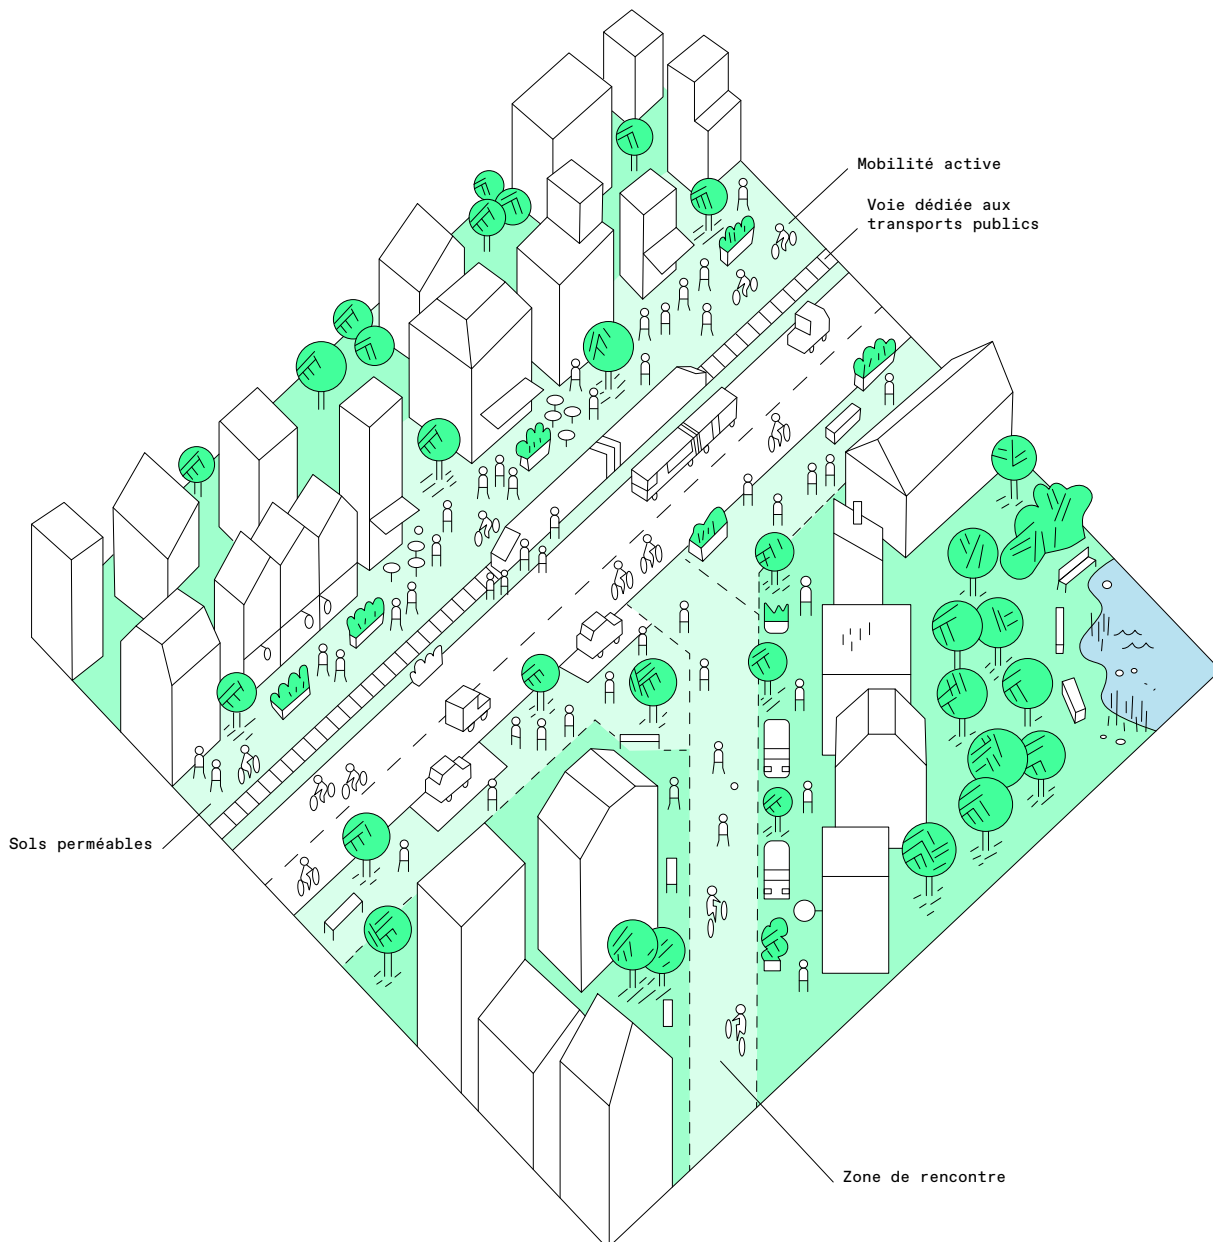 Mobilité active
Voie dédiée aux
transports publics
Sols perméables
Zone de rencontre